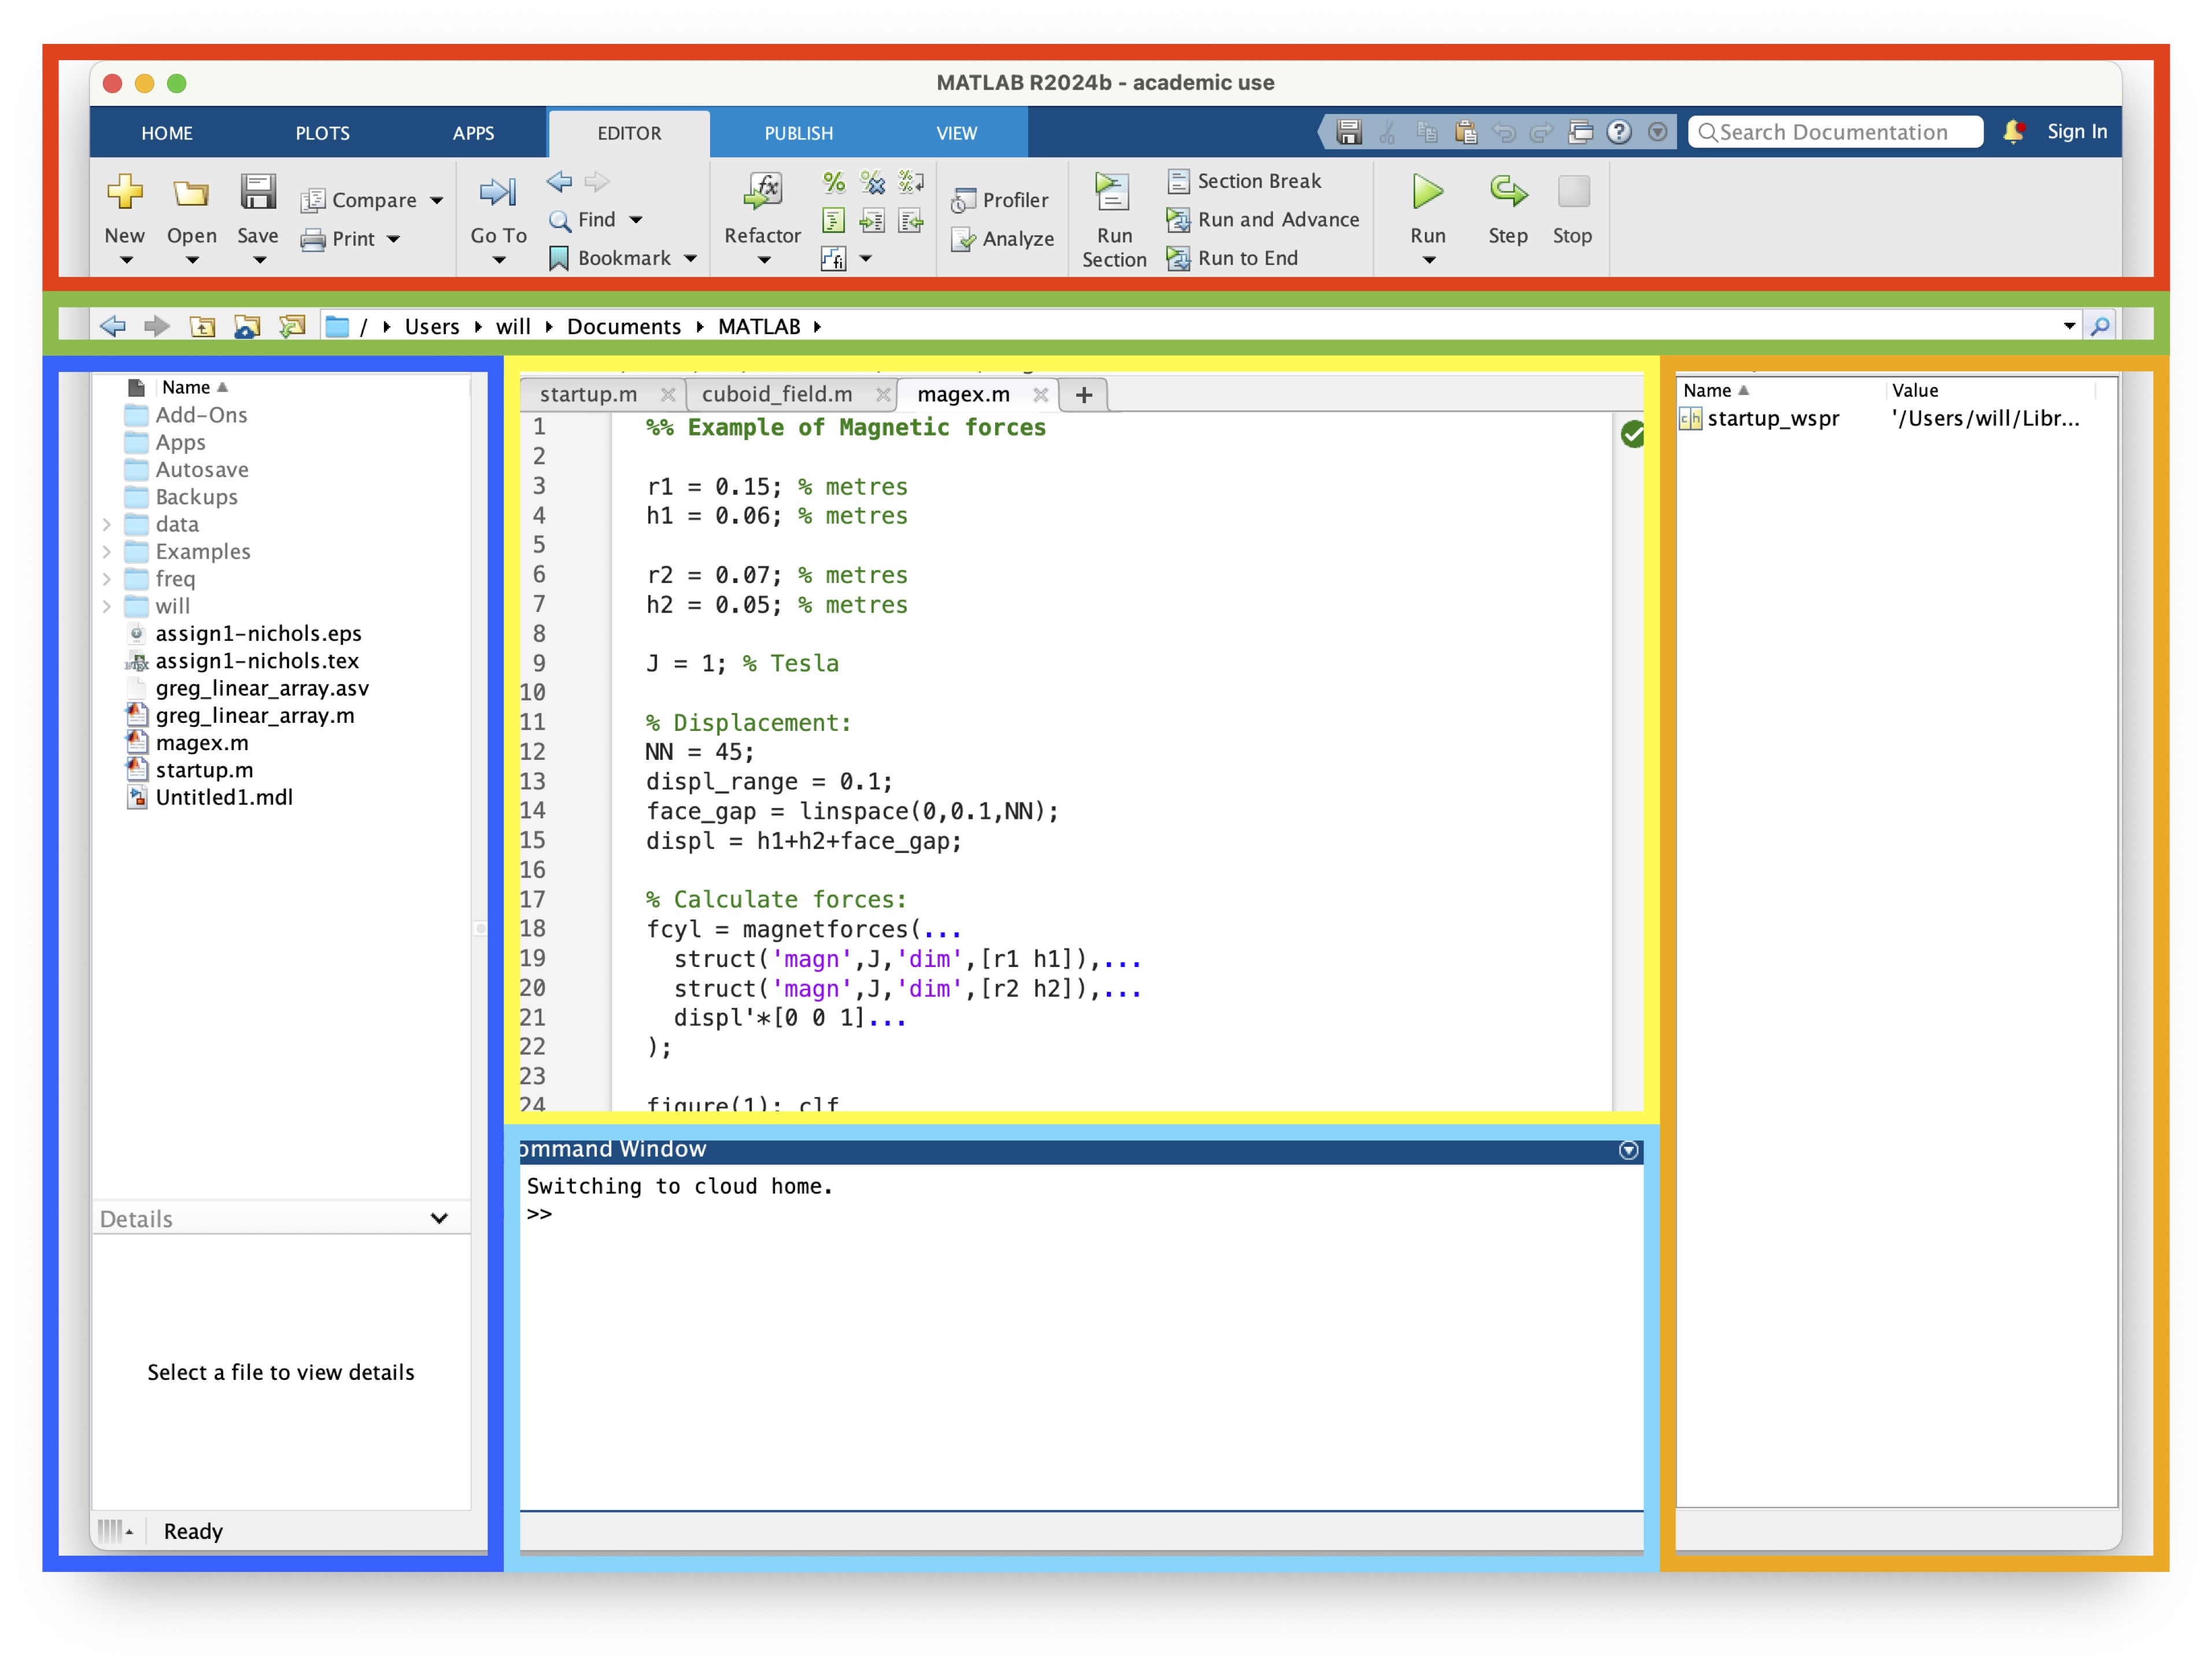 MATLAB R2024b - academic use
HOME PLOTS APPS EDITOR PUBLISH VIEW Search Documentation Sign In
New Open Save Compare Print
Go To Find Bookmark
Refactor
Profiler Analyze
Run Section Section Break Run and Advance Run to End
Run Step Stop
/ Users will Documents MATLAB
Name
Add-Ons
Apps
Autosave
Backups
data
Examples
freq
will
assign1-nichols.eps
assign1-nichols.tex
greg_linear_array.asv
greg_linear_array.m
magex.m
startup.m
Untitled1.mdl
Details
Select a file to view details
Ready
startup.m cuboid_field.m magex.m +
1 %% Example of Magnetic forces
2
3 r1 = 0.15; % metres
4 h1 = 0.06; % metres
5
6 r2 = 0.07; % metres
7 h2 = 0.05; % metres
8
9 J = 1; % Tesla
10
11 % Displacement:
12 NN = 45;
13 displ_range = 0.1;
14 face_gap = linspace(0,0.1,NN);
15 displ = h1+h2+face_gap;
16
17 % Calculate forces:
18 fcyl = magnetforces(...
19 struct('magn',J,'dim',[r1 h1]),...
20 struct('magn',J,'dim',[r2 h2]),...
21 displ'*[0 0 1]...
22 );
23
24 figure(1); clf
ommand Window
Switching to cloud home.
>>
Name Value
startup_wspr '/Users/will/Libr...